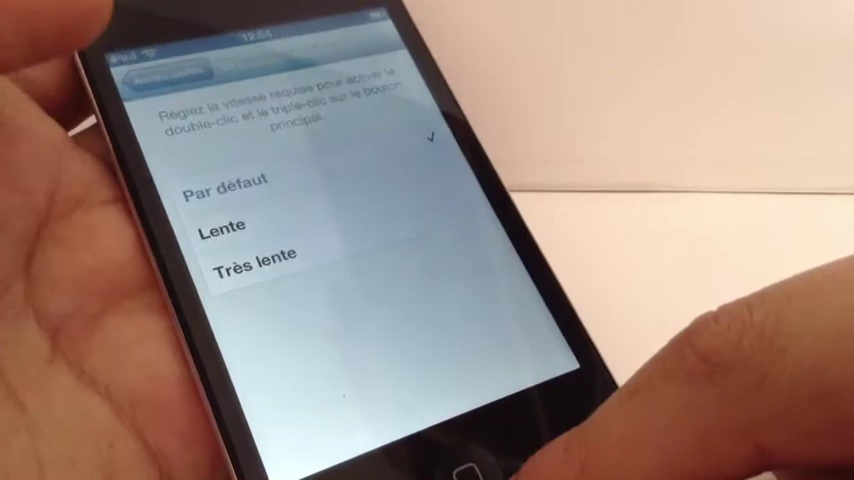 iPod 12:54
Réglez la vitesse requise pour activer le
double-clic et le triple-clic sur le bouton
principal.
Par défaut
Lente
Très lente